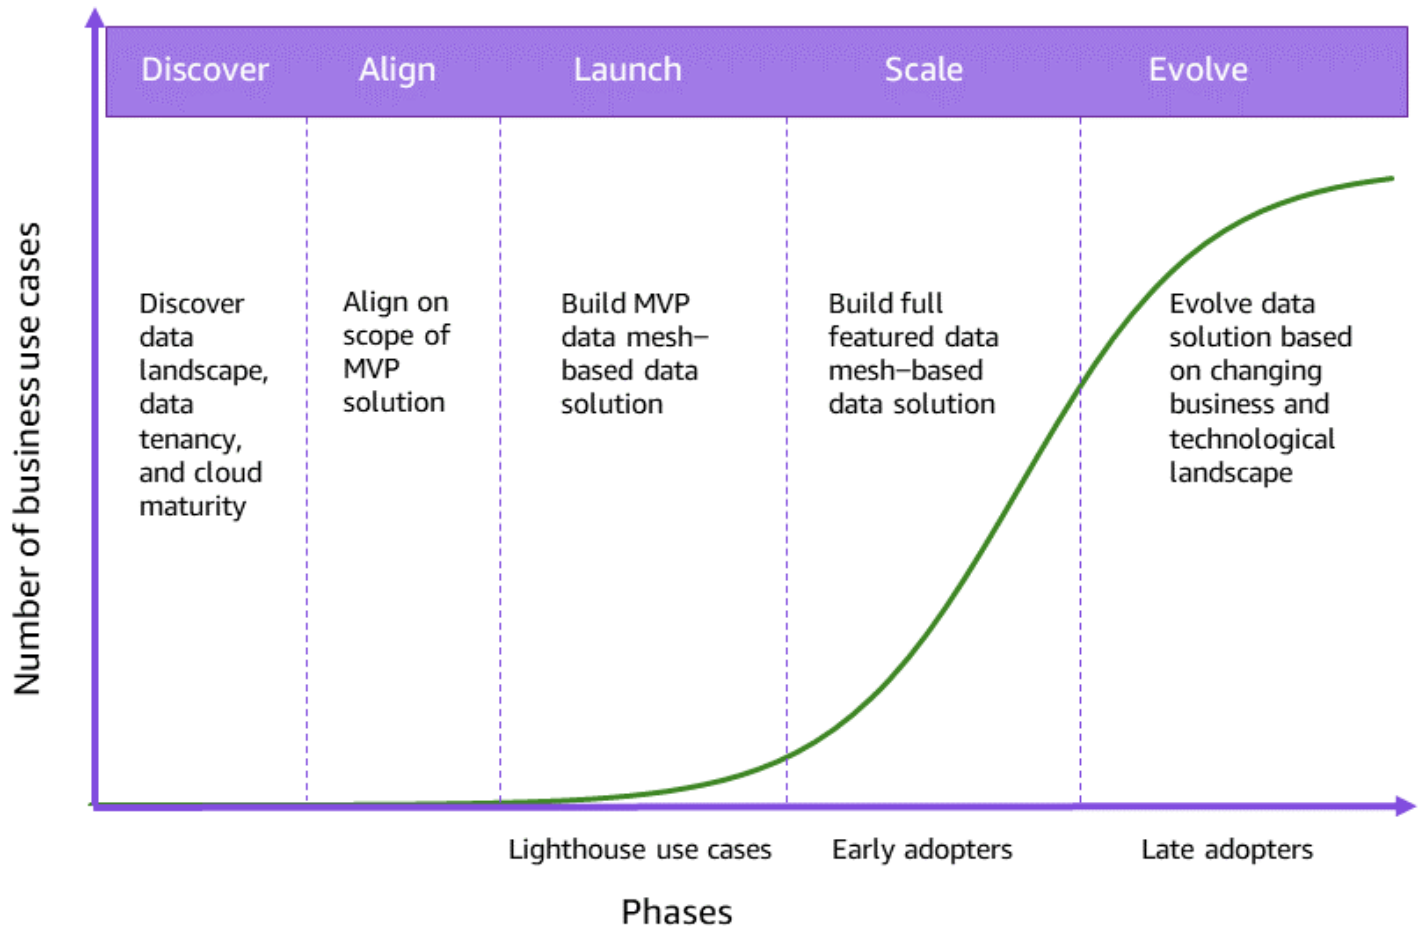 Discover
Align
Launch
Scale
Evolve
Number of business use cases
Discover
data
landscape,
data
tenancy,
and cloud
maturity
Align on
scope of
MVP
solution
Build MVP
data mesh–
based data
solution
Build full
featured data
mesh–based
data solution
Evolve data
solution based
on changing
business and
technological
landscape
Lighthouse use cases
Early adopters
Late adopters
Phases